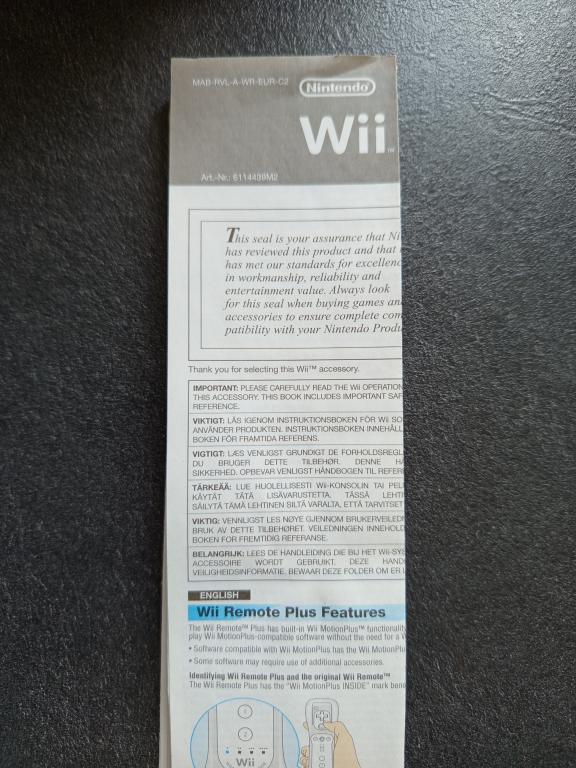 MAB-RVL-A-WR-EUR-C2
Nintendo
Wii
TM
Art.-Nr.: 6114439M2
This seal is your assurance that Ni
has reviewed this product and that
has met our standards for excellenc
in workmanship, reliability and
entertainment value. Always look
for this seal when buying games an
accessories to ensure complete com
patibility with your Nintendo Produ
Thank you for selecting this Wii™ accessory.
IMPORTANT: PLEASE CAREFULLY READ THE Wii OPERATION
THIS ACCESSORY. THIS BOOK INCLUDES IMPORTANT SAF
REFERENCE.
VIKTIGT: LÄS IGENOM INSTRUKTIONSBOKEN FÖR Wii SO
ANVÄNDER PRODUKTEN. INSTRUKTIONSBOKEN INNEHÅLL
BOKEN FÖR FRAMTIDA REFERENS.
VIGTIGT: LÆS VENLIGST GRUNDIGT DE FORHOLDSREGL
DU BRUGER DETTE TILBEHØR. DENNE HÅ
SIKKERHED. OPBEVAR VENLIGST HÅNDBOGEN TIL REFER
TÄRKEÄÄ: LUE HUOLELLISESTI Wii-KONSOLIN TAI PELI
KÄYTÄT TÄTÄ LISÄVARUSTETTA. TÄSSÄ LEHTI
SÄILYTÄ TÄMÄ LEHTINEN SILTÄ VARALTA, ETTÄ TARVITSET
VIKTIG: VENNLIGST LES NØYE GJENNOM BRUKERVEILEDN
BRUK AV DETTE TILBEHØRET. VEILEDNINGEN INNEHOLD
BOKEN FOR FREMTIDIG REFERANSE.
BELANGRIJK: LEES DE HANDLEIDING DIE BIJ HET Wii-SYS
ACCESSOIRE WORDT GEBRUIKT. DEZE HAND
VEILIGHEIDSINFORMATIE. BEWAAR DEZE FOLDER OM ER L
ENGLISH
Wii Remote Plus Features
The Wii Remote™ Plus has built-in Wii MotionPlus™ functionality
play Wii MotionPlus-compatible software without the need for a W
• Software compatible with Wii MotionPlus has the Wii MotionPlu
• Some software may require use of additional accessories.
Identifying Wii Remote Plus and the original Wii Remote™
The Wii Remote Plus has the "Wii MotionPlus INSIDE" mark bene
1
2
Wii